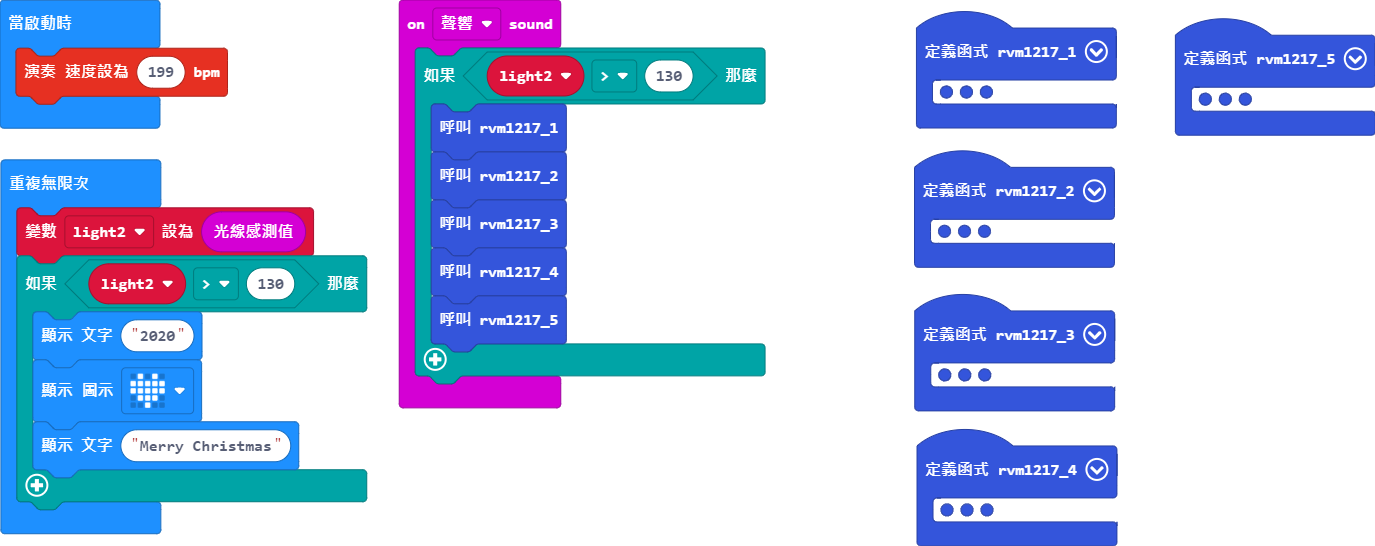 當啟動時
演奏 速度設為 199 bpm
重複無限次
變數 light2 設為 光線感測值
如果 light2 > 130 那麼
顯示 文字 "2020"
顯示 圖示
顯示 文字 "Merry Christmas"
on 聲響 sound
如果 light2 > 130 那麼
呼叫 rvm1217_1
呼叫 rvm1217_2
呼叫 rvm1217_3
呼叫 rvm1217_4
呼叫 rvm1217_5
定義函式 rvm1217_1
定義函式 rvm1217_2
定義函式 rvm1217_3
定義函式 rvm1217_4
定義函式 rvm1217_5